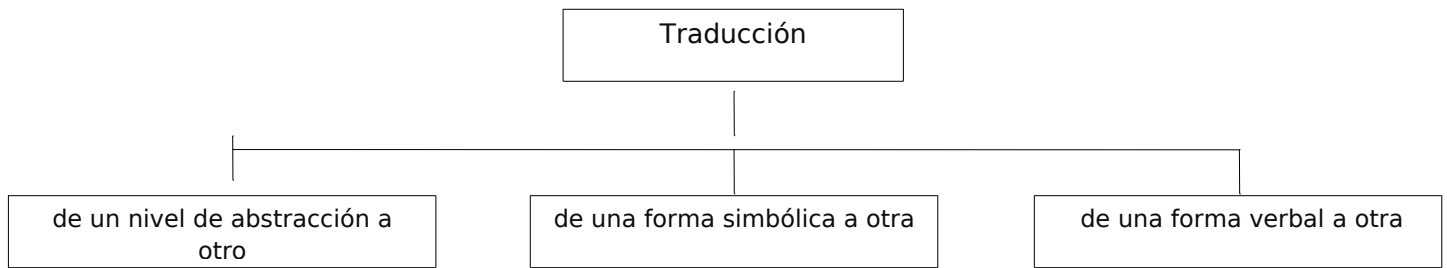 Traducción
de un nivel de abstracción a
otro
de una forma simbólica a otra
de una forma verbal a otra